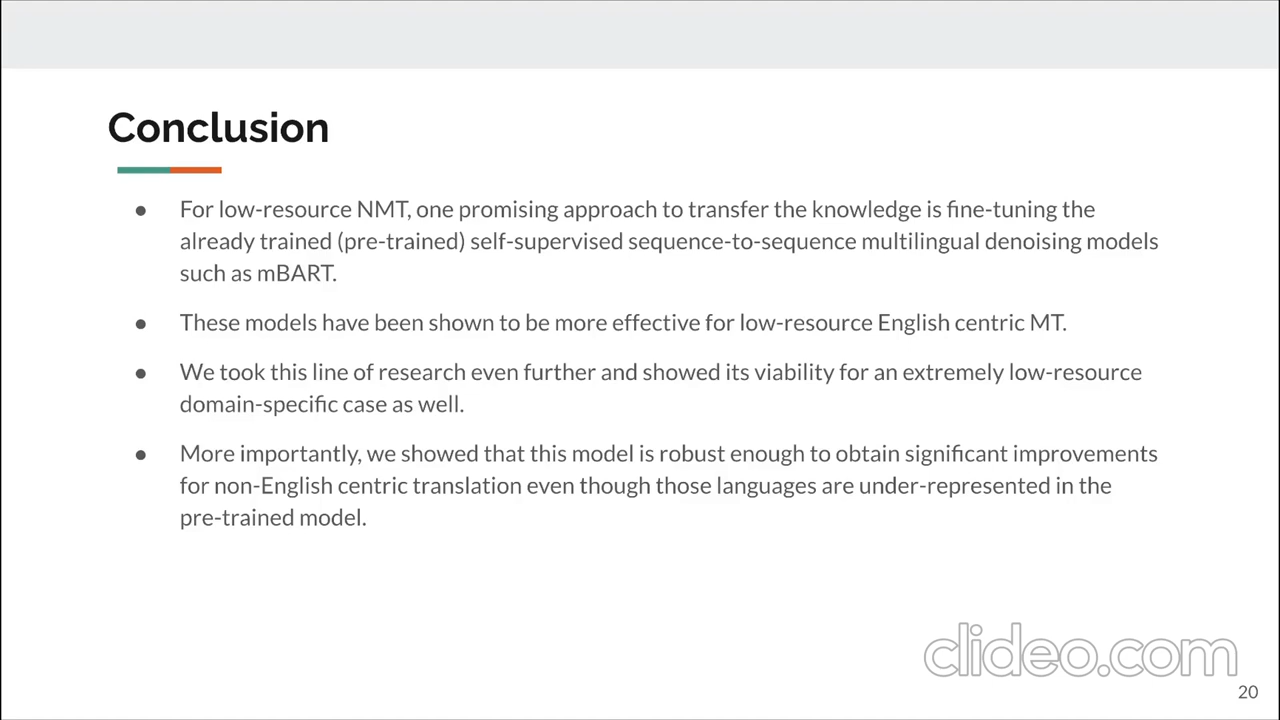 Conclusion
● For low-resource NMT, one promising approach to transfer the knowledge is fine-tuning the
already trained (pre-trained) self-supervised sequence-to-sequence multilingual denoising models
such as mBART.
● These models have been shown to be more effective for low-resource English centric MT.
● We took this line of research even further and showed its viability for an extremely low-resource
domain-specific case as well.
● More importantly, we showed that this model is robust enough to obtain significant improvements
for non-English centric translation even though those languages are under-represented in the
pre-trained model.
clideo.com
20